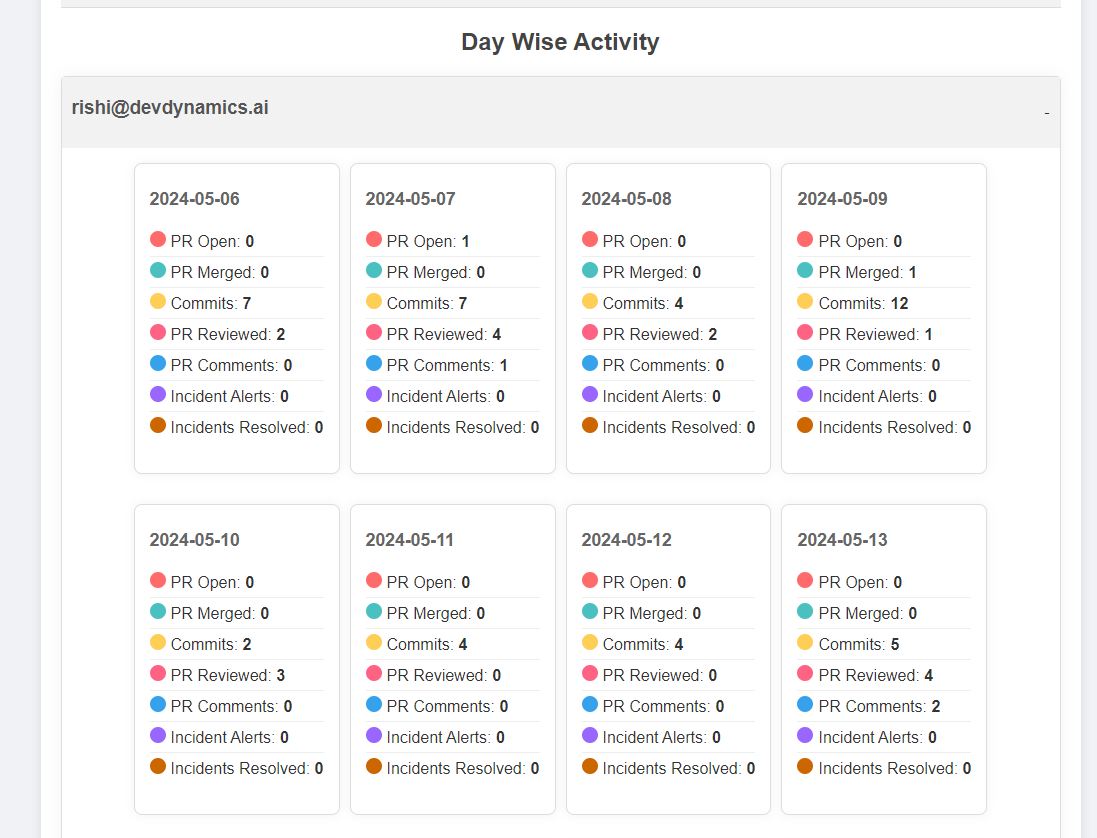 Day Wise Activity
rishi@devdynamics.ai
-
2024-05-06
PR Open: 0
PR Merged: 0
Commits: 7
PR Reviewed: 2
PR Comments: 0
Incident Alerts: 0
Incidents Resolved: 0
2024-05-07
PR Open: 1
PR Merged: 0
Commits: 7
PR Reviewed: 4
PR Comments: 1
Incident Alerts: 0
Incidents Resolved: 0
2024-05-08
PR Open: 0
PR Merged: 0
Commits: 4
PR Reviewed: 2
PR Comments: 0
Incident Alerts: 0
Incidents Resolved: 0
2024-05-09
PR Open: 0
PR Merged: 1
Commits: 12
PR Reviewed: 1
PR Comments: 0
Incident Alerts: 0
Incidents Resolved: 0
2024-05-10
PR Open: 0
PR Merged: 0
Commits: 2
PR Reviewed: 3
PR Comments: 0
Incident Alerts: 0
Incidents Resolved: 0
2024-05-11
PR Open: 0
PR Merged: 0
Commits: 4
PR Reviewed: 0
PR Comments: 0
Incident Alerts: 0
Incidents Resolved: 0
2024-05-12
PR Open: 0
PR Merged: 0
Commits: 4
PR Reviewed: 0
PR Comments: 0
Incident Alerts: 0
Incidents Resolved: 0
2024-05-13
PR Open: 0
PR Merged: 0
Commits: 5
PR Reviewed: 4
PR Comments: 2
Incident Alerts: 0
Incidents Resolved: 0